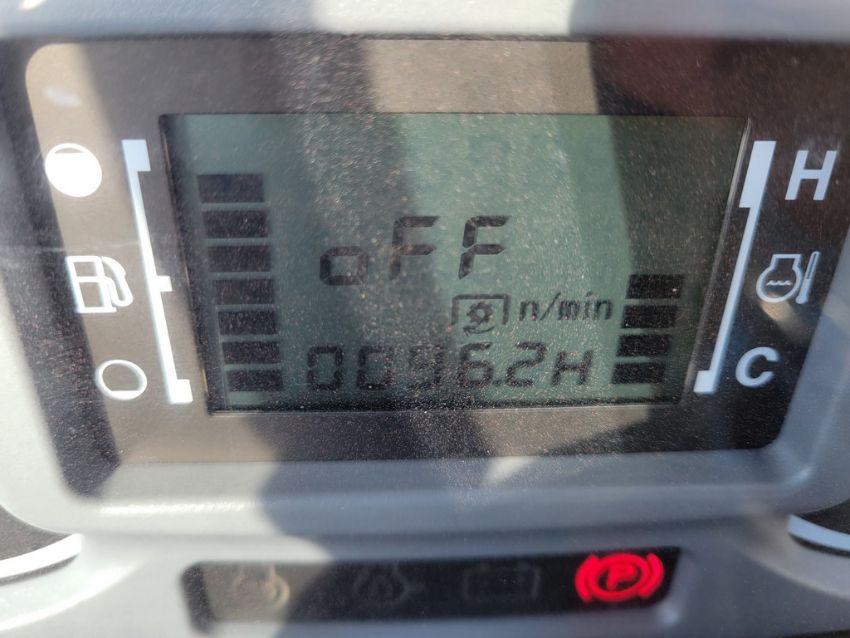 H
oFF
n/min
0096.2H
C
P